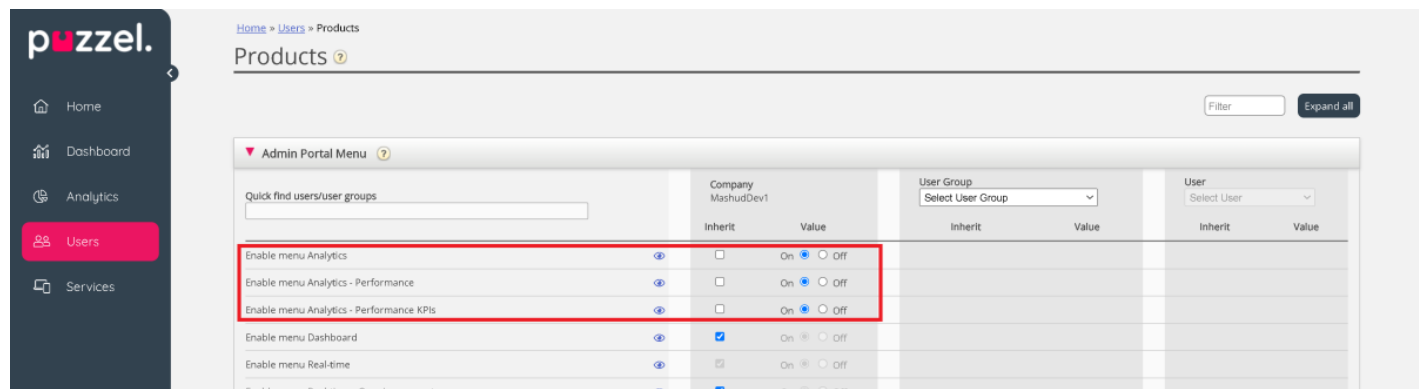 puzzel.
Home » Users » Products
Products ?
Home
Dashboard
Analytics
Users
Services
Filter
Expand all
Admin Portal Menu ?
Quick find users/user groups
Company
MashudDev1
User Group
Select User Group
User
Select User
Inherit Value
Inherit Value
Inherit Value
Enable menu Analytics On Off
Enable menu Analytics - Performance On Off
Enable menu Analytics - Performance KPIs On Off
Enable menu Dashboard On Off
Enable menu Real-time On Off